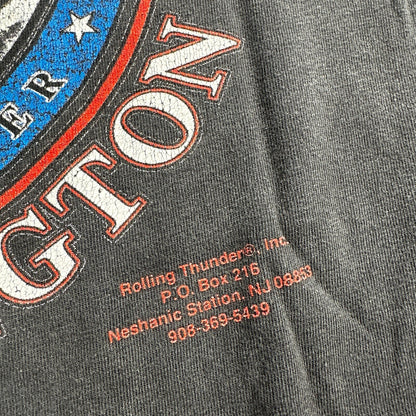 ER ★
GTON
Rolling Thunder®, Inc.
P.O. Box 216
Neshanic Station, NJ 08853
908-369-5439